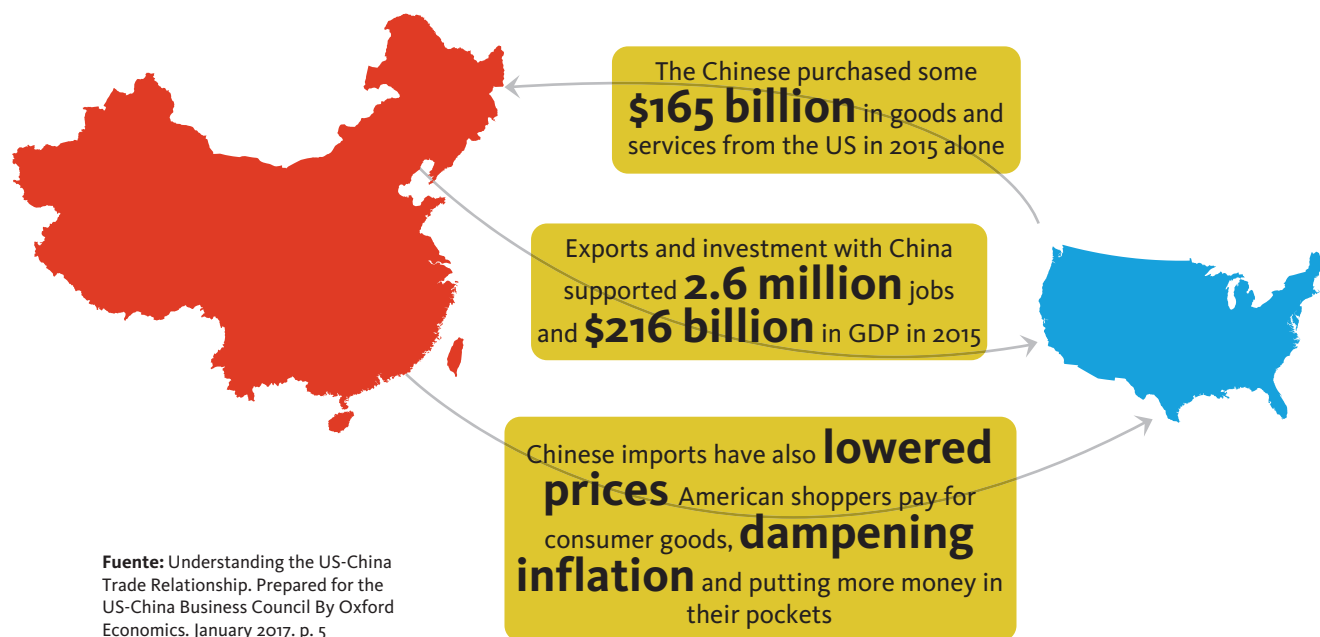 The Chinese purchased some
$165 billion in goods and
services from the US in 2015 alone
Exports and investment with China
supported 2.6 million jobs
and $216 billion in GDP in 2015
Chinese imports have also lowered
prices American shoppers pay for
consumer goods, dampening
inflation and putting more money in
their pockets
Fuente: Understanding the US-China
Trade Relationship. Prepared for the
US-China Business Council By Oxford
Economics. January 2017. p. 5